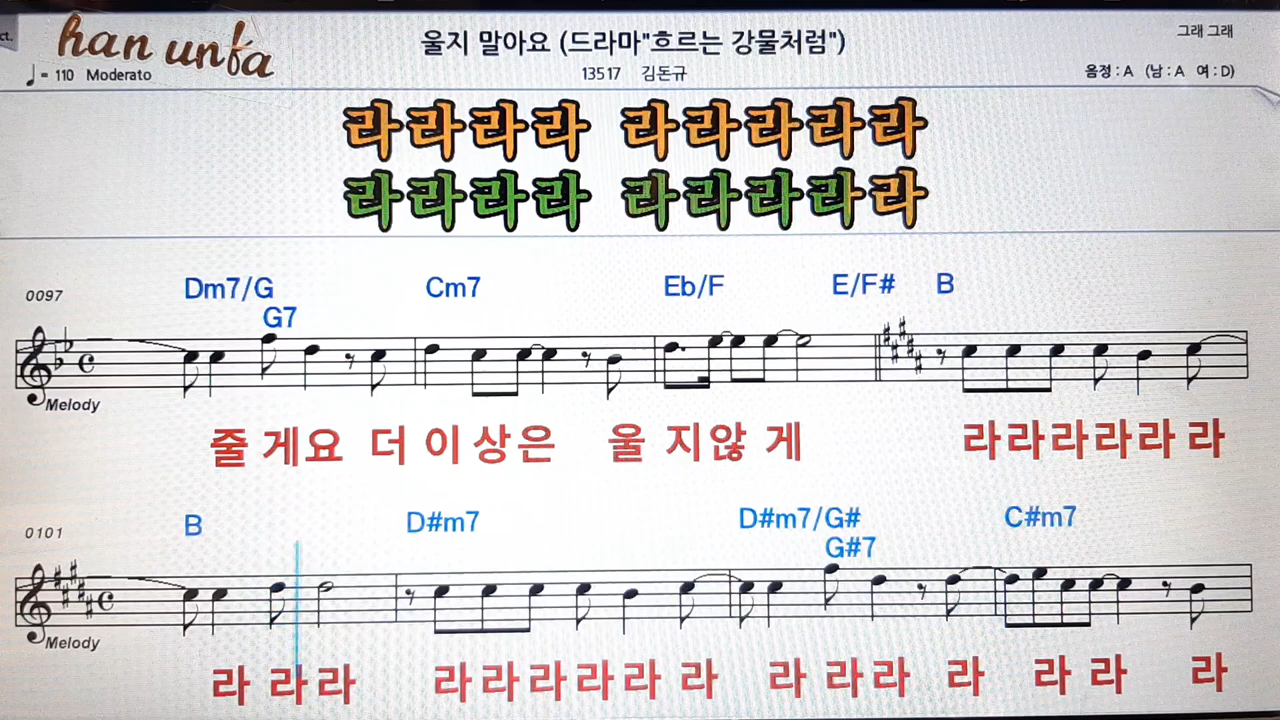 ct.
han unfa
울지 말아요 (드라마"흐르는 강물처럼")
그래 그래
♩ = 110 Moderato
13517 김돈규
음정 : A (남 : A 여 : D)
라라라라 라라라라라
라라라라 라라라라라
0097
Dm7/G Cm7 Eb/F E/F# B
G7
Melody
줄 게요 더 이 상은 울 지않 게 라라라라라 라
0101
B D#m7 D#m7/G# C#m7
G#7
Melody
라 라라 라라라라라 라 라 라라 라 라 라 라